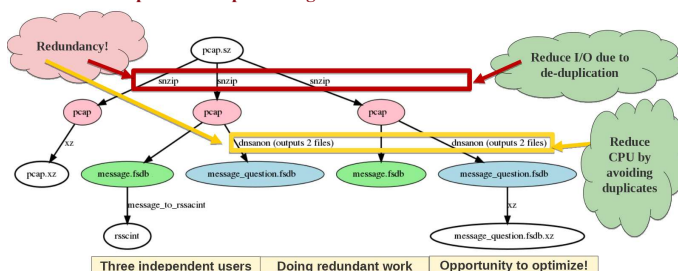 Redundancy!
pcap.sz
Reduce I/O due to
de-duplication
snzip
snzip
snzip
pcap
pcap
pcap
xz
dnsanon (outputs 2 files)
dnsanon (outputs 2 files)
Reduce
CPU by
avoiding
duplicates
pcap.xz
message.fsdb
message_question.fsdb
message.fsdb
message_question.fsdb
message_to_rssacint
xz
rsscint
message_question.fsdb.xz
Three independent users
Doing redundant work
Opportunity to optimize!